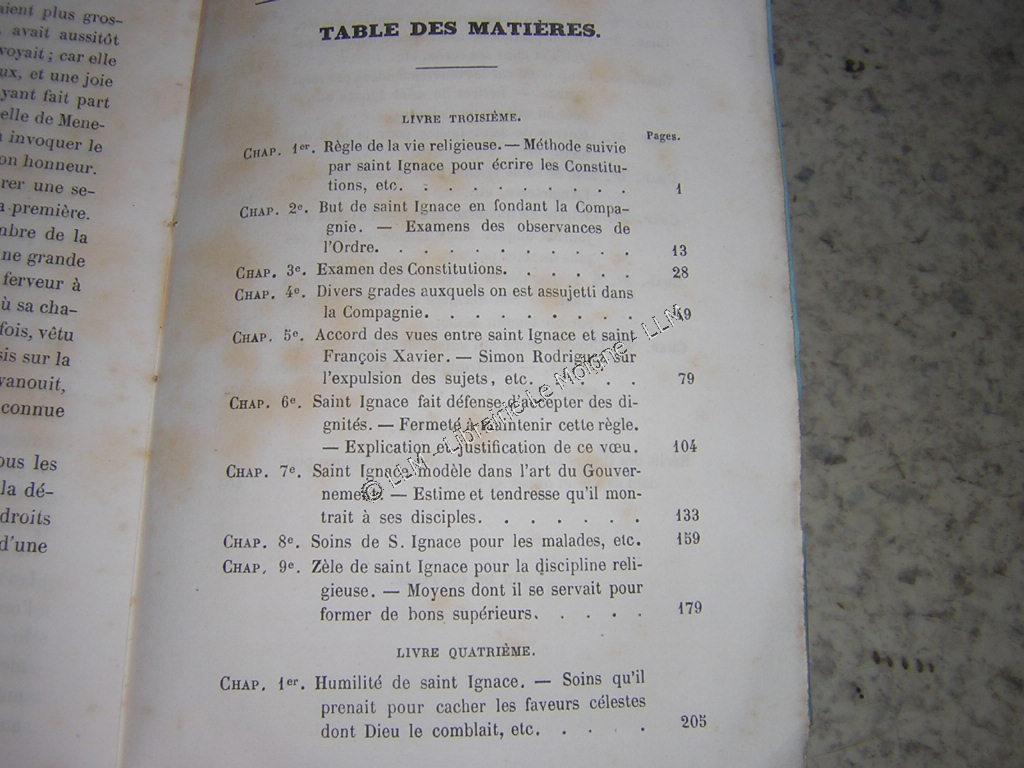 aient plus gros-
avait aussitôt
voyait ; car elle
ux, et une joie
yant fait part
elle de Mene-
invoquer le
on honneur.
rer une se-
a première.
mbre de la
ne grande
ferveur à
ù sa cha-
fois, vêtu
sis sur la
vanouit,
connue
ous les
la dé-
droits
d'une
TABLE DES MATIÈRES.
LIVRE TROISIÈME.
Pages.
CHAP. 1er. Règle de la vie religieuse. — Méthode suivie
par saint Ignace pour écrire les Constitu-
tions, etc. . . . . . . . . . 1
CHAP. 2e. But de saint Ignace en fondant la Compa-
gnie. — Examens des observances de
l'Ordre. . . . . . . . . . . 13
CHAP. 3e. Examen des Constitutions. . . . . . 28
CHAP. 4e. Divers grades auxquels on est assujetti dans
la Compagnie. . . . . . . . . 49
CHAP. 5e. Accord des vues entre saint Ignace et saint
François Xavier. — Simon Rodriguez sur
l'expulsion des sujets, etc. . . . . 79
CHAP. 6e. Saint Ignace fait défense d'accepter des di-
gnités. — Fermeté à maintenir cette règle.
— Explication et justification de ce vœu. 104
CHAP. 7e. Saint Ignace modèle dans l'art du Gouver-
nement. — Estime et tendresse qu'il mon-
trait à ses disciples. . . . . . . 133
CHAP. 8e. Soins de S. Ignace pour les malades, etc. 159
CHAP. 9e. Zèle de saint Ignace pour la discipline reli-
gieuse. — Moyens dont il se servait pour
former de bons supérieurs. . . . . 179
LIVRE QUATRIÈME.
CHAP. 1er. Humilité de saint Ignace. — Soins qu'il
prenait pour cacher les faveurs célestes
dont Dieu le comblait, etc. . . . . 205
© LLM - Librairie Le Moigne - LLM